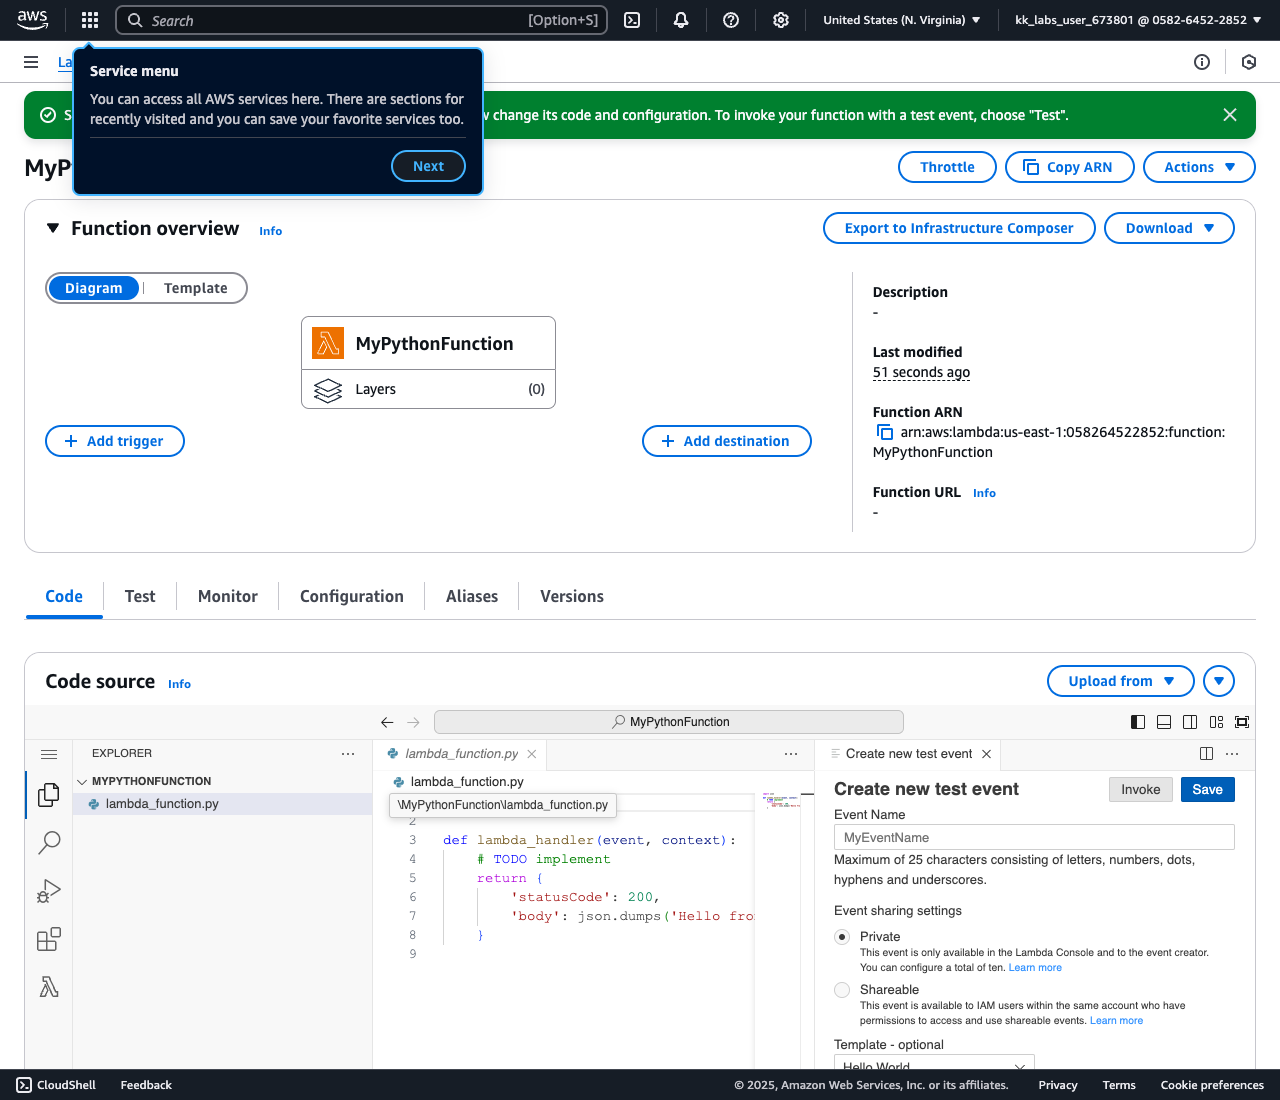 aws
Search
[Option+S]
United States (N. Virginia)
kk_labs_user_673801 @ 0582-6452-2852
La
Service menu
You can access all AWS services here. There are sections for
recently visited and you can save your favorite services too.
Next
S
w change its code and configuration. To invoke your function with a test event, choose "Test".
MyP
Throttle
Copy ARN
Actions
Function overview
Info
Export to Infrastructure Composer
Download
Diagram
Template
MyPythonFunction
Layers
(0)
Add trigger
Add destination
Description
-
Last modified
51 seconds ago
Function ARN
arn:aws:lambda:us-east-1:058264522852:function:
MyPythonFunction
Function URL
Info
-
Code
Test
Monitor
Configuration
Aliases
Versions
Code source
Info
Upload from
MyPythonFunction
EXPLORER
MYPYTHONFUNCTION
lambda_function.py
lambda_function.py
lambda_function.py
\MyPythonFunction\lambda_function.py
2
3 def lambda_handler(event, context):
4 # TODO implement
5 return {
6 'statusCode': 200,
7 'body': json.dumps('Hello fro
8 }
9
Create new test event
Create new test event
Invoke
Save
Event Name
MyEventName
Maximum of 25 characters consisting of letters, numbers, dots,
hyphens and underscores.
Event sharing settings
Private
This event is only available in the Lambda Console and to the event creator.
You can configure a total of ten. Learn more
Shareable
This event is available to IAM users within the same account who have
permissions to access and use shareable events. Learn more
Template - optional
Hello World
CloudShell
Feedback
© 2025, Amazon Web Services, Inc. or its affiliates.
Privacy
Terms
Cookie preferences